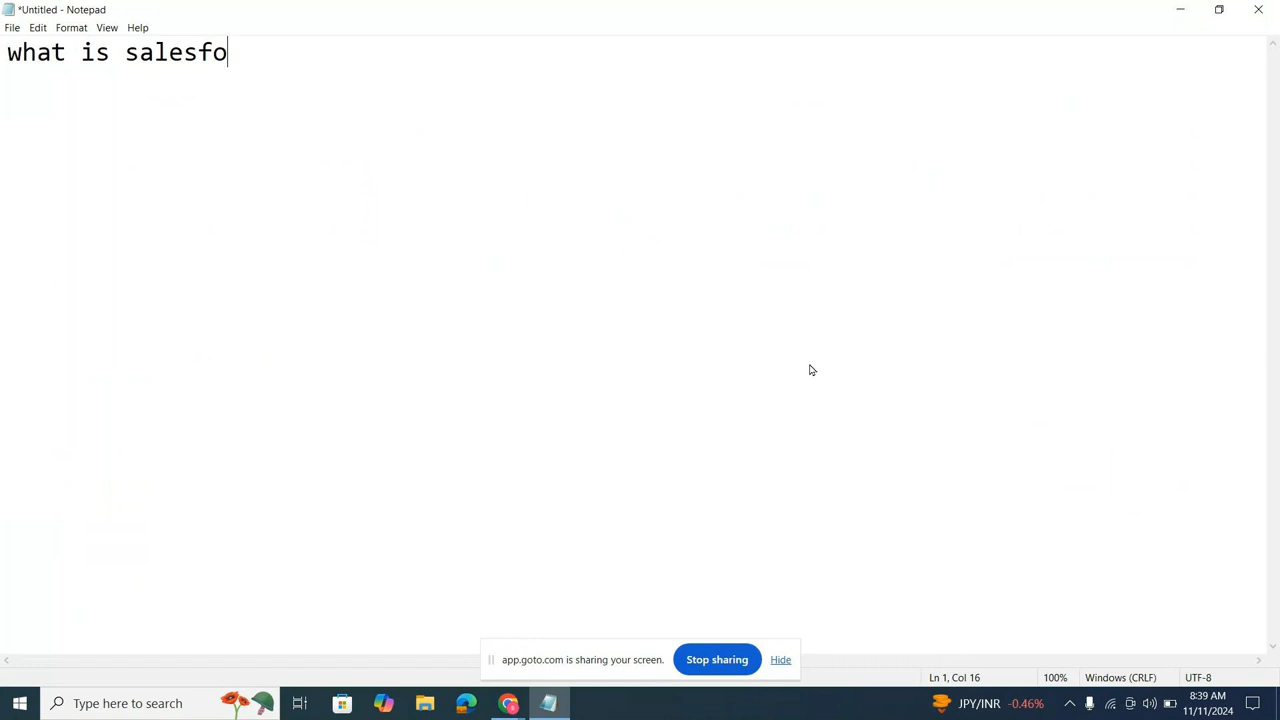 *Untitled - Notepad
File Edit Format View Help
what is salesfo
app.goto.com is sharing your screen. Stop sharing Hide
Ln 1, Col 16 100% Windows (CRLF) UTF-8
Type here to search JPY/INR -0.46% 8:39 AM
11/11/2024